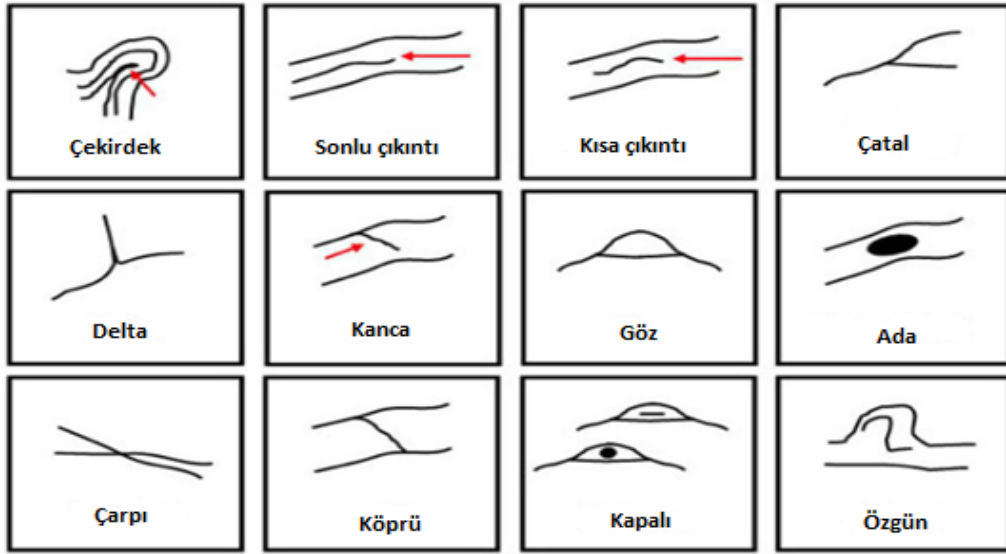 Çekirdek
Sonlu çıkıntı
Kısa çıkıntı
Çatal
Delta
Kanca
Göz
Ada
Çarpı
Köprü
Kapalı
Özgün